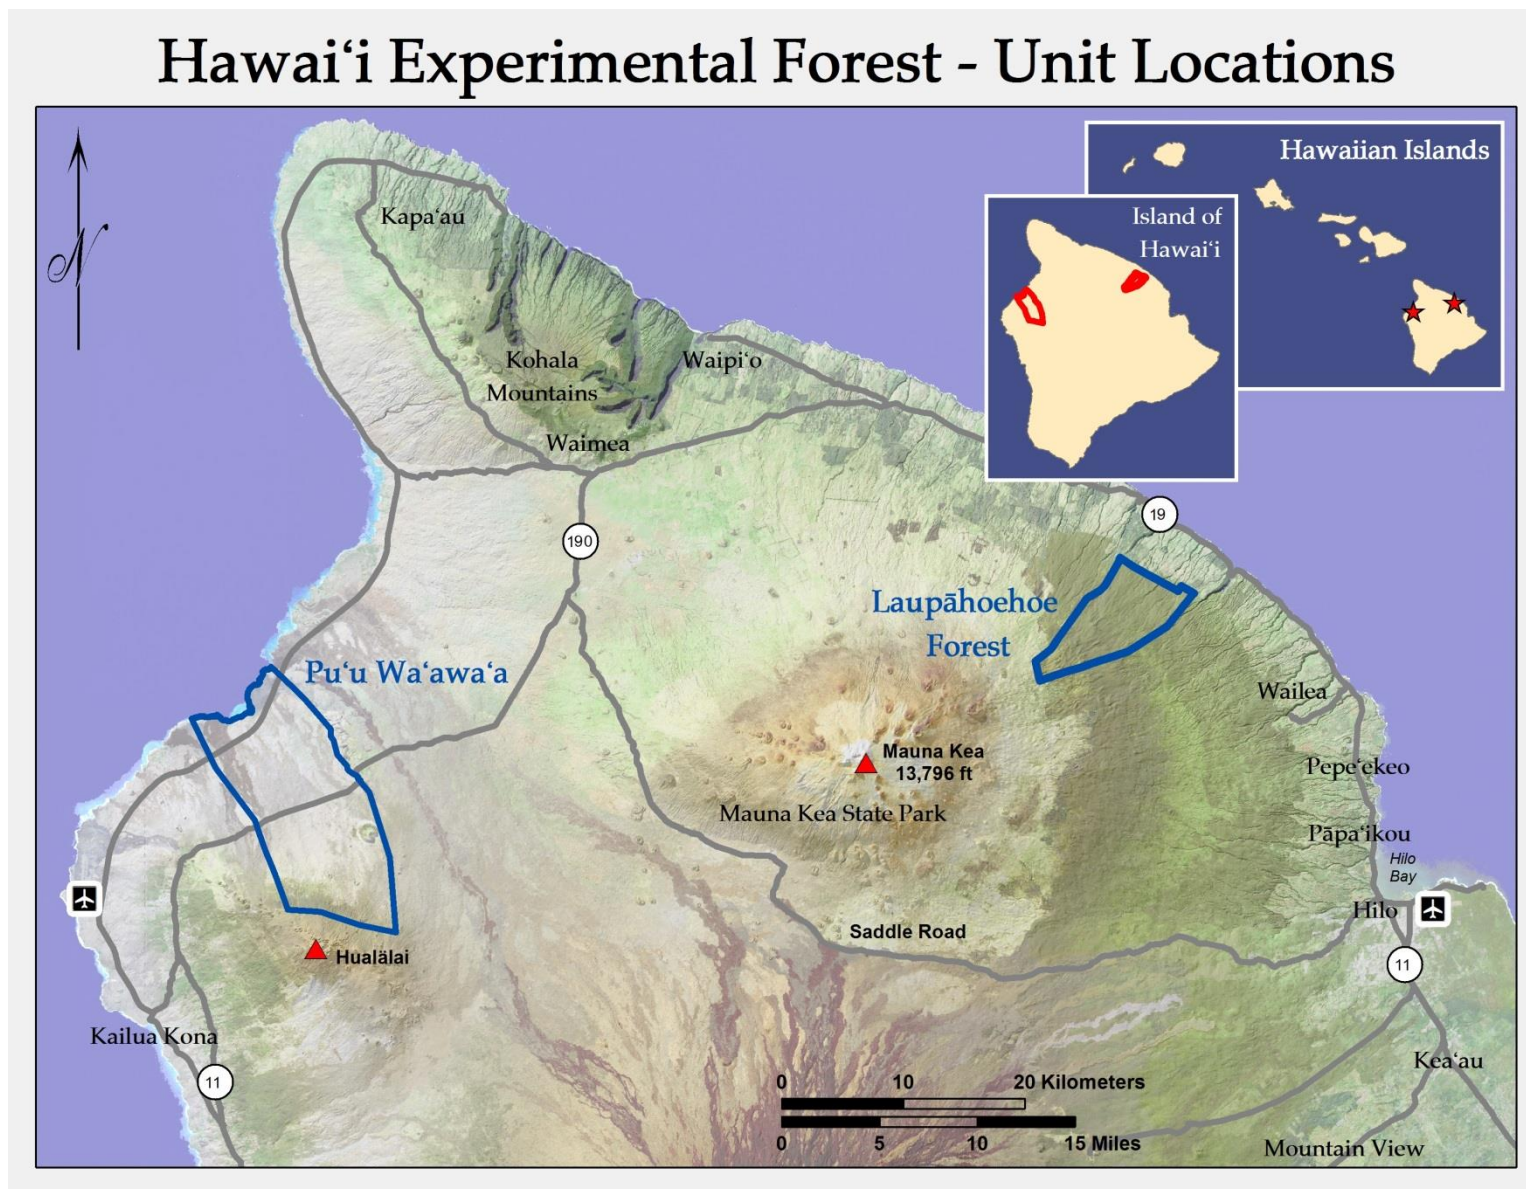 Hawai‘i Experimental Forest - Unit Locations
N
Hawaiian Islands
Island of
Hawai‘i
Kapa‘au
Kohala
Mountains
Waipi‘o
Waimea
19
190
Laupāhoehoe
Forest
Pu‘u Wa‘awa‘a
Wailea
Mauna Kea
13,796 ft
Pepe‘ekeo
Mauna Kea State Park
Pāpa‘ikou
Hilo
Bay
Hilo
Saddle Road
Hualälai
11
Kailua Kona
Kea‘au
11
0 10 20 Kilometers
0 5 10 15 Miles
Mountain View